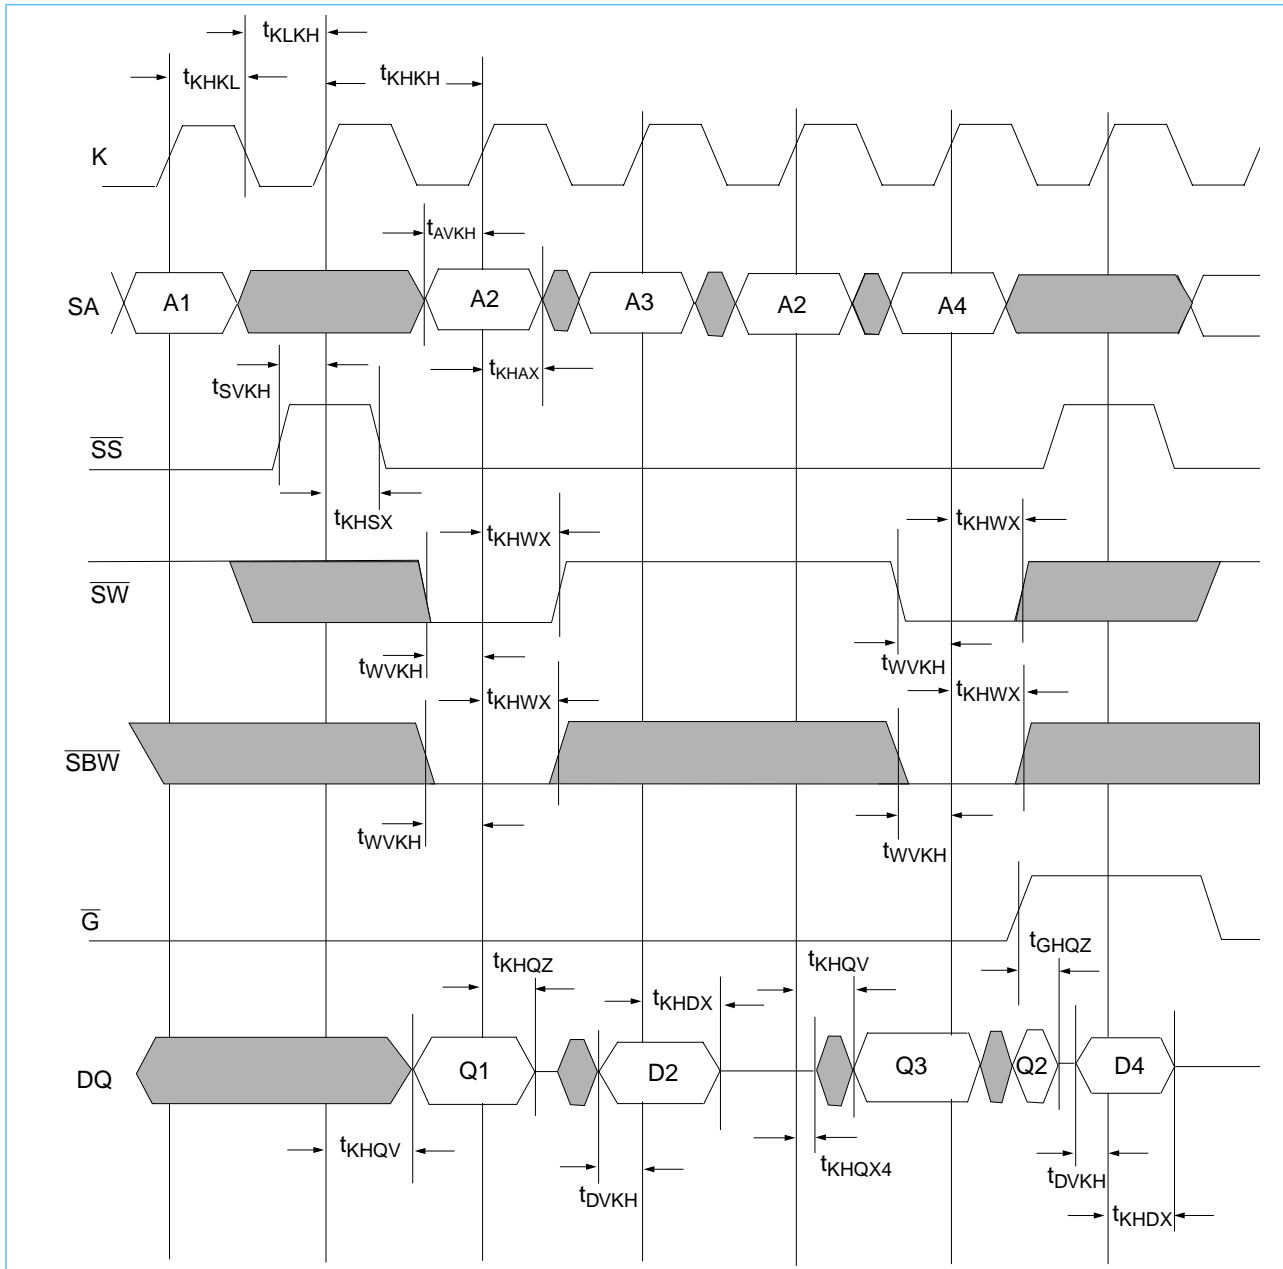 tKLKH
tKHKL tKHKH
K
tAVKH
SA A1 A2 A3 A2 A4
tSVKH tKHAX
SS
tKHSX tKHWX tKHWX
SW
tWVKH tWVKH
tKHWX tKHWX
SBW
tWVKH tWVKH
G
tKHQZ tKHQV tGHQZ
tKHDX
DQ Q1 D2 Q3 Q2 D4
tKHQV tKHQX4 tDVKH
tDVKH tKHDX